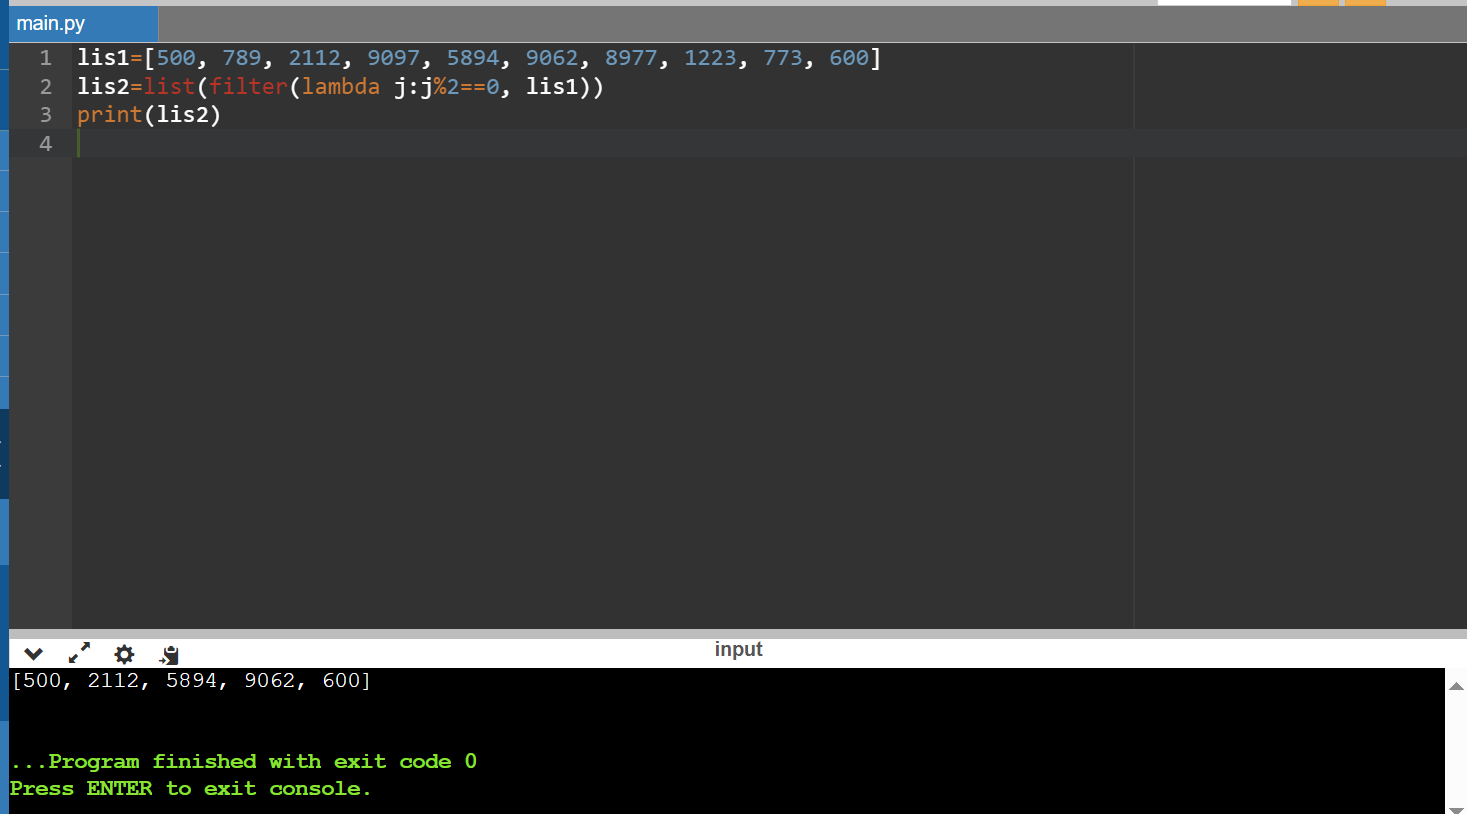 main.py
1 lis1=[500, 789, 2112, 9097, 5894, 9062, 8977, 1223, 773, 600]
2 lis2=list(filter(lambda j:j%2==0, lis1))
3 print(lis2)
4
input
[500, 2112, 5894, 9062, 600]
...Program finished with exit code 0
Press ENTER to exit console.